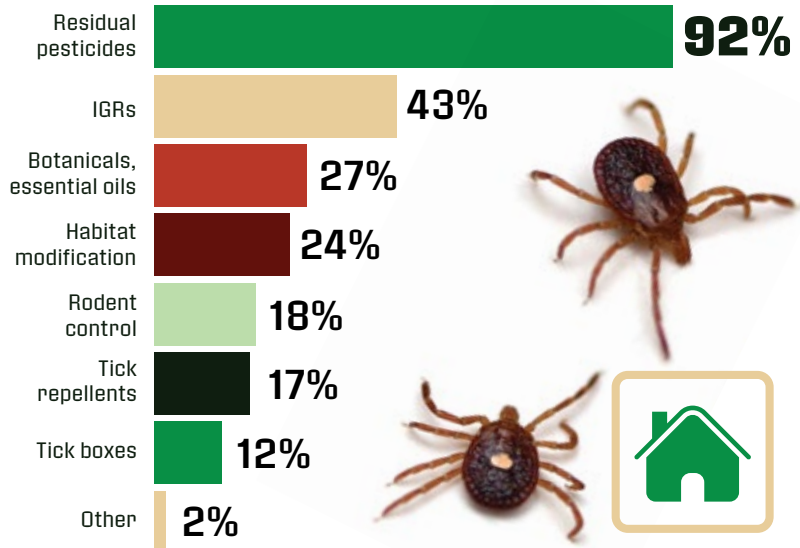 Residual
pesticides
92%
IGRs
43%
Botanicals,
essential oils
27%
Habitat
modification
24%
Rodent
control
18%
Tick
repellents
17%
Tick boxes
12%
Other
2%